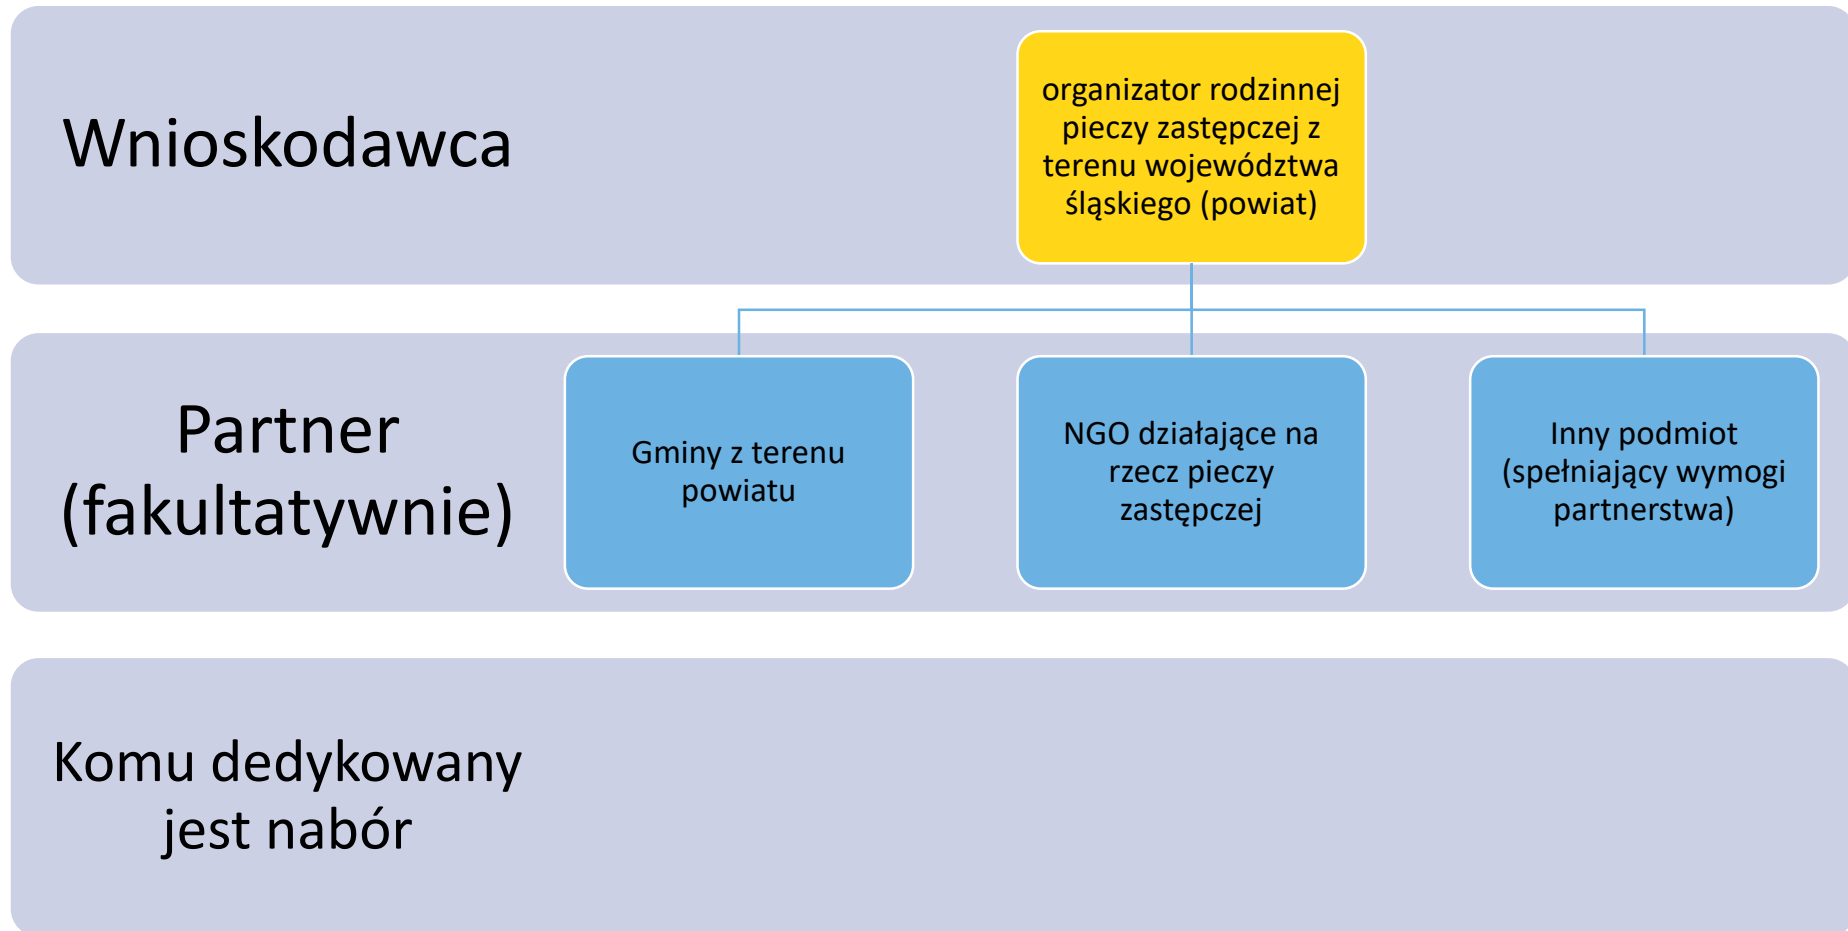 Wnioskodawca
organizator rodzinnej
pieczy zastępczej z
terenu województwa
śląskiego (powiat)
Partner
(fakultatywnie)
Gminy z terenu
powiatu
NGO działające na
rzecz pieczy
zastępczej
Inny podmiot
(spełniający wymogi
partnerstwa)
Komu dedykowany
jest nabór